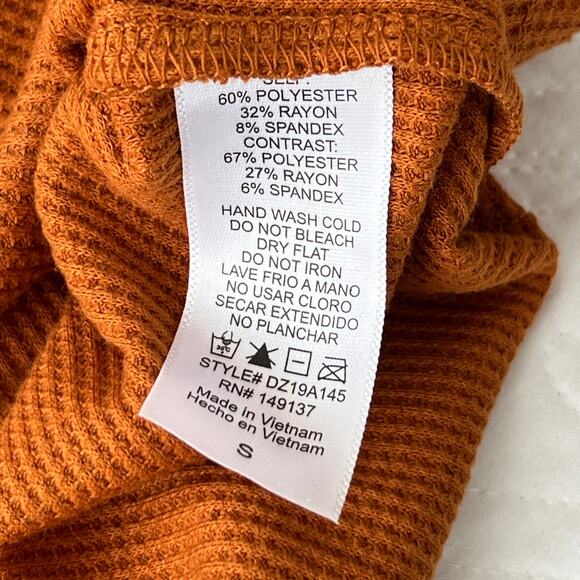 SELF:
60% POLYESTER
32% RAYON
8% SPANDEX
CONTRAST:
67% POLYESTER
27% RAYON
6% SPANDEX
HAND WASH COLD
DO NOT BLEACH
DRY FLAT
DO NOT IRON
LAVE FRIO A MANO
NO USAR CLORO
SECAR EXTENDIDO
NO PLANCHAR
30°C
STYLE# DZ19A145
RN# 149137
Made in Vietnam
Hecho en Vietnam
S